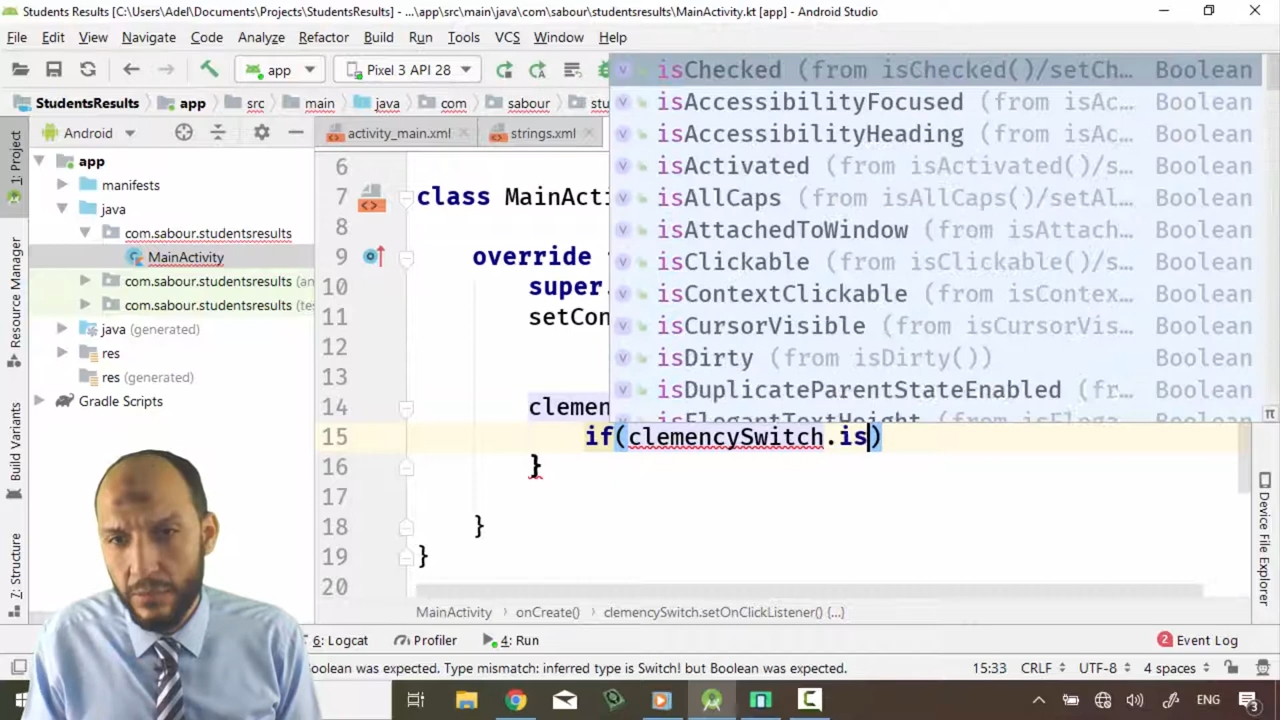 Students Results [C:\Users\Adel\Documents\Projects\StudentsResults] - ...\app\src\main\java\com\sabour\studentsresults\MainActivity.kt [app] - Android Studio
File Edit View Navigate Code Analyze Refactor Build Run Tools VCS Window Help
app Pixel 3 API 28
StudentsResults app src main java com sabour stu
Android activity_main.xml strings.xml
1: Project
Resource Manager
Build Variants
Z: Structure
app
manifests
java
com.sabour.studentsresults
MainActivity
com.sabour.studentsresults (an
com.sabour.studentsresults (te
java (generated)
res
res (generated)
Gradle Scripts
isChecked (from isChecked()/setCh... Boolean
isAccessibilityFocused (from isAc... Boolean
isAccessibilityHeading (from isAc... Boolean
isActivated (from isActivated()/s... Boolean
isAllCaps (from isAllCaps()/setAl... Boolean
isAttachedToWindow (from isAttach... Boolean
isClickable (from isClickable()/s... Boolean
isContextClickable (from isContex... Boolean
isCursorVisible (from isCursorVis... Boolean
isDirty (from isDirty()) Boolean
isDuplicateParentStateEnabled (fr... Boolean
isElegantTextHeight (from isElega... Boolean
6
7 class MainActi
8
9 override
10 super.
11 setCon
12
13
14 clemen
15 if(clemencySwitch.is)
16 }
17
18 }
19 }
20
MainActivity onCreate() clemencySwitch.setOnClickListener() {...}
Device File Explorer
6: Logcat Profiler 4: Run 2 Event Log
Boolean was expected. Type mismatch: inferred type is Switch! but Boolean was expected. 15:33 CRLF UTF-8 4 spaces
ENG 3